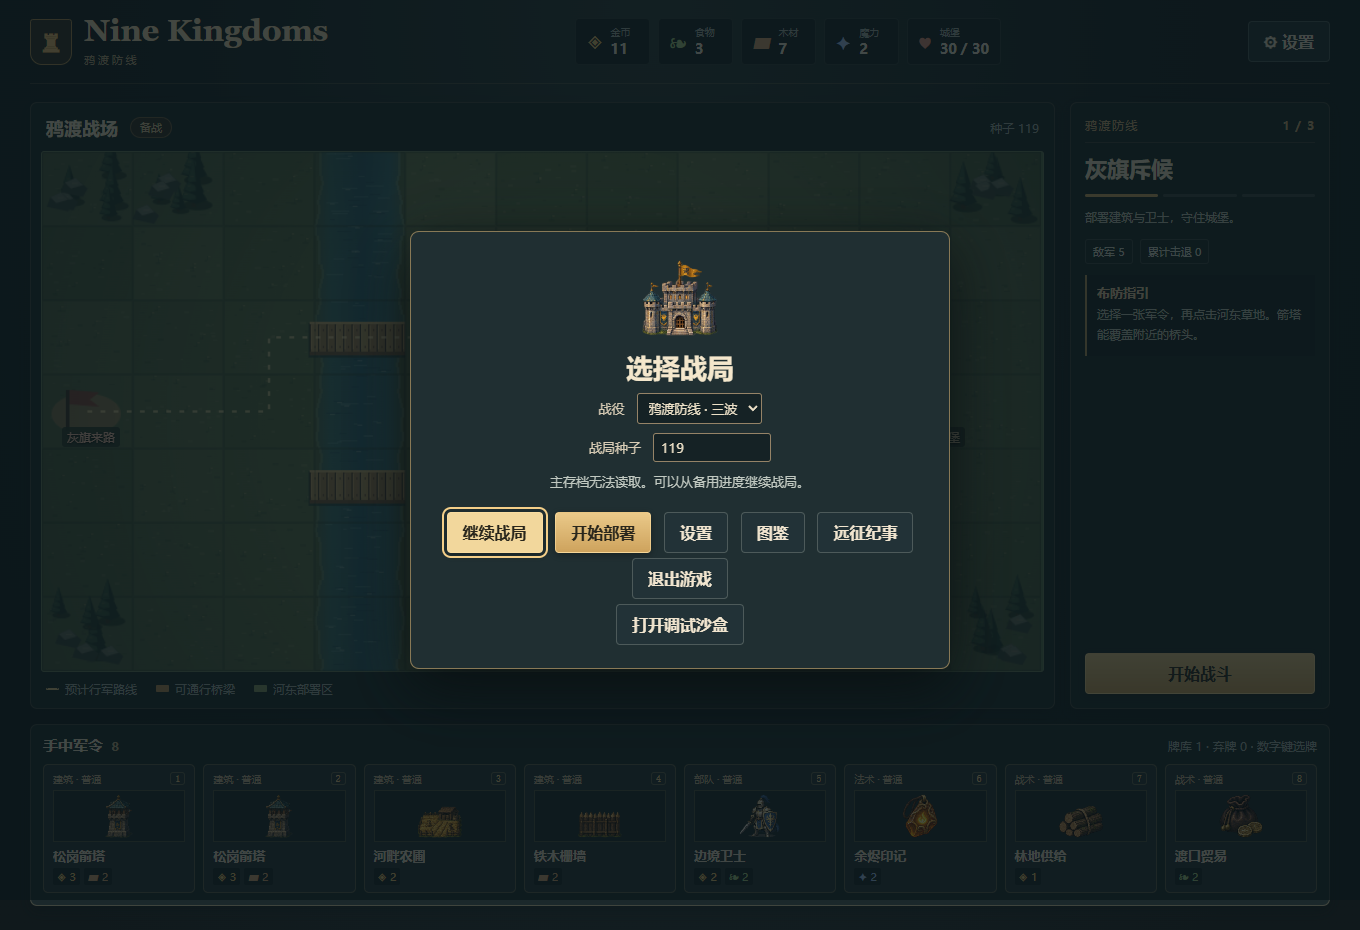 Nine Kingdoms
鸦渡防线
金币 11
食物 3
木材 7
魔力 2
城堡 30 / 30
设置
鸦渡战场 备战
种子 119
灰旗来路
堡
预计行军路线 可通行桥梁 河东部署区
鸦渡防线 1 / 3
灰旗斥候
部署建筑与卫士，守住城堡。
敌军 5 累计击退 0
布防指引
选择一张军令，再点击河东草地。箭塔
能覆盖附近的桥头。
开始战斗
选择战局
战役 鸦渡防线 · 三波
战局种子 119
主存档无法读取。可以从备用进度继续战局。
继续战局 开始部署 设置 图鉴 远征纪事
退出游戏
打开调试沙盒
手中军令 8
牌库 1 · 弃牌 0 · 数字键选牌
建筑 · 普通 1
松岗箭塔
3 2
建筑 · 普通 2
松岗箭塔
3 2
建筑 · 普通 3
河畔农圃
2
建筑 · 普通 4
铁木栅墙
2
部队 · 普通 5
边境卫士
2 2
法术 · 普通 6
余烬印记
2
战术 · 普通 7
林地供给
1
战术 · 普通 8
渡口贸易
2